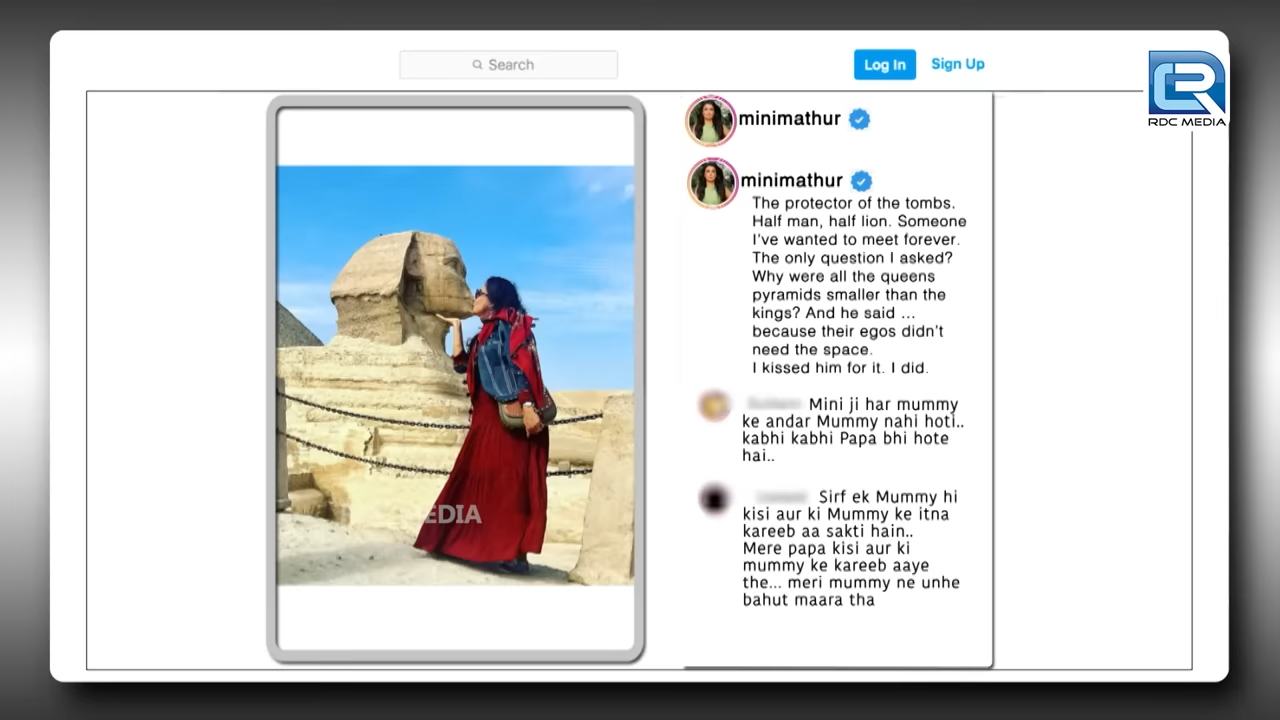 Search
Log In
Sign Up
RDC MEDIA
minimathur
minimathur
The protector of the tombs.
Half man, half lion. Someone
I've wanted to meet forever.
The only question I asked?
Why were all the queens
pyramids smaller than the
kings? And he said ...
because their egos didn't
need the space.
I kissed him for it. I did.
Mini ji har mummy
ke andar Mummy nahi hoti..
kabhi kabhi Papa bhi hote
hai..
Sirf ek Mummy hi
kisi aur ki Mummy ke itna
kareeb aa sakti hain..
Mere papa kisi aur ki
mummy ke kareeb aaye
the... meri mummy ne unhe
bahut maara tha
EDIA